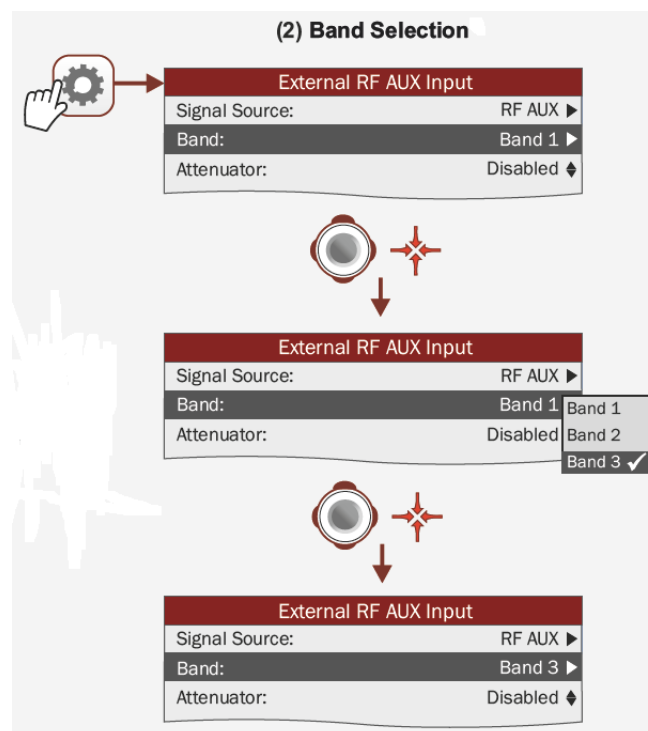 (2) Band Selection
External RF AUX Input
Signal Source: RF AUX
Band: Band 1
Attenuator: Disabled
External RF AUX Input
Signal Source: RF AUX
Band: Band 1
Band 1
Attenuator: Disabled
Band 2
Band 3
External RF AUX Input
Signal Source: RF AUX
Band: Band 3
Attenuator: Disabled